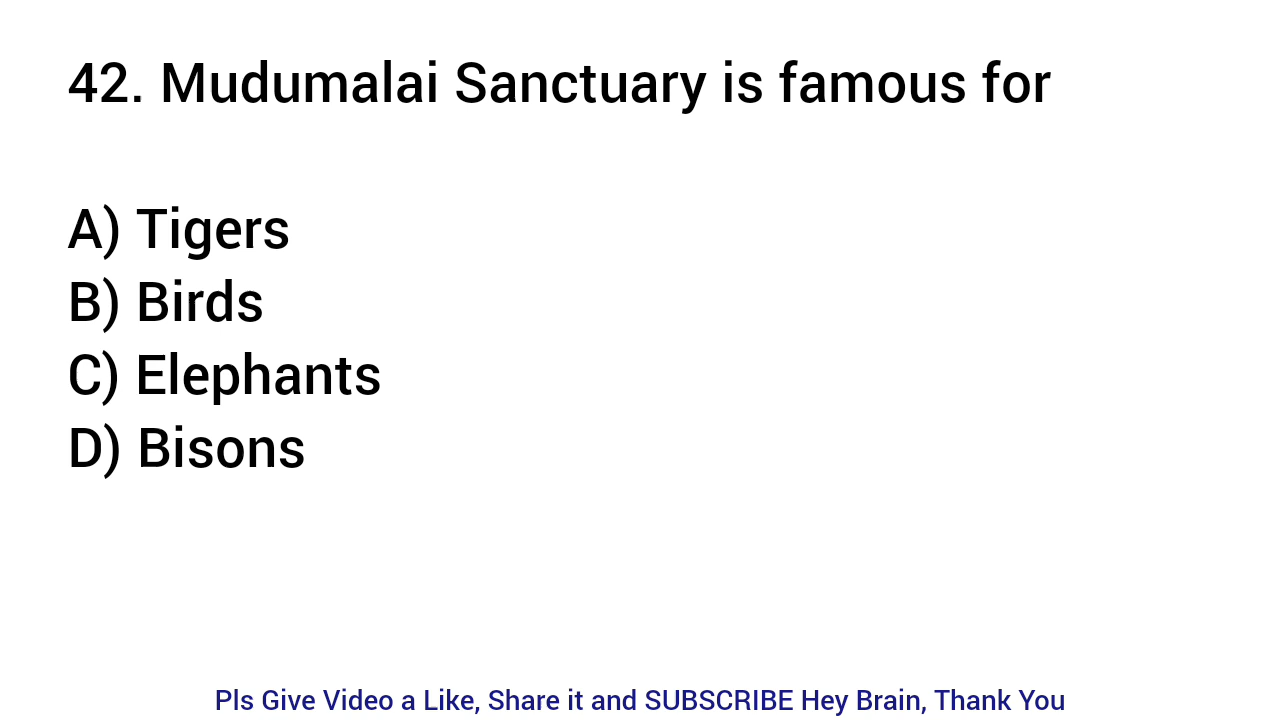 42. Mudumalai Sanctuary is famous for
A) Tigers
B) Birds
C) Elephants
D) Bisons
Pls Give Video a Like, Share it and SUBSCRIBE Hey Brain, Thank You